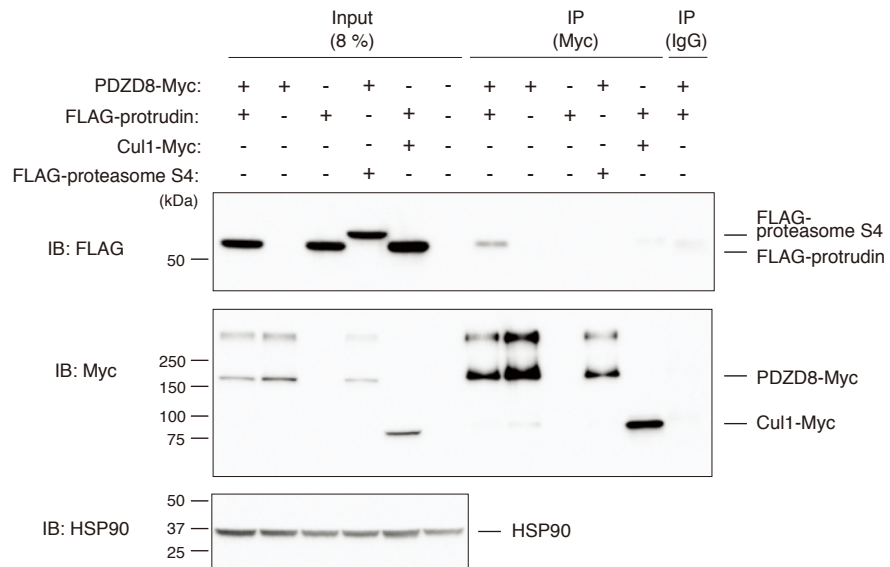 Input
(8 %)
IP
(Myc)
IP
(IgG)
PDZD8-Myc: + + - + - - + + - + - +
FLAG-protrudin: + - + - + - + - + - + +
Cul1-Myc: - - - - + - - - - - + -
FLAG-proteasome S4: - - - + - - - - - + - -
(kDa)
IB: FLAG
50
FLAG-
proteasome S4
FLAG-protrudin
IB: Myc
250
150
100
75
PDZD8-Myc
Cul1-Myc
IB: HSP90
50
37
25
HSP90